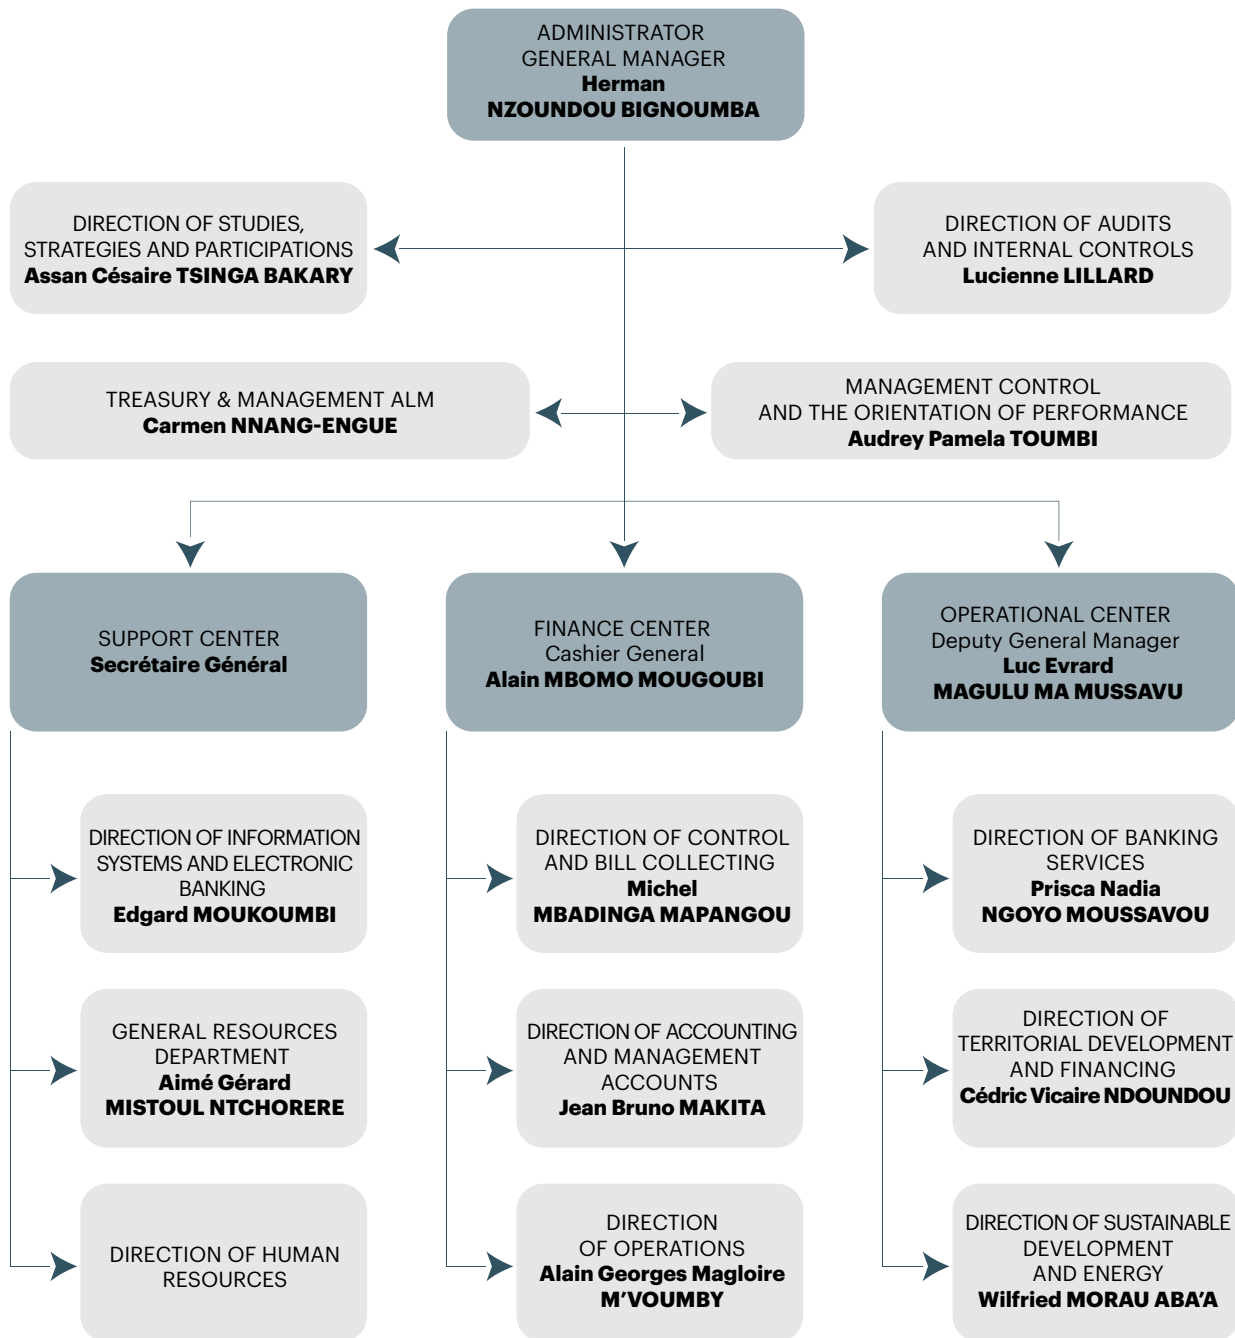 ADMINISTRATOR
GENERAL MANAGER
Herman
NZOUNDOU BIGNOUMBA
DIRECTION OF STUDIES,
STRATEGIES AND PARTICIPATIONS
Assan Césaire TSINGA BAKARY
DIRECTION OF AUDITS
AND INTERNAL CONTROLS
Lucienne LILLARD
TREASURY & MANAGEMENT ALM
Carmen NNANG-ENGUE
MANAGEMENT CONTROL
AND THE ORIENTATION OF PERFORMANCE
Audrey Pamela TOUMBI
SUPPORT CENTER
Secrétaire Général
FINANCE CENTER
Cashier General
Alain MBOMO MOUGOUBI
OPERATIONAL CENTER
Deputy General Manager
Luc Evrard
MAGULU MA MUSSAVU
DIRECTION OF INFORMATION
SYSTEMS AND ELECTRONIC
BANKING
Edgard MOUKOUMBI
DIRECTION OF CONTROL
AND BILL COLLECTING
Michel
MBADINGA MAPANGOU
DIRECTION OF BANKING
SERVICES
Prisca Nadia
NGOYO MOUSSAVOU
GENERAL RESOURCES
DEPARTMENT
Aimé Gérard
MISTOUL NTCHORERE
DIRECTION OF ACCOUNTING
AND MANAGEMENT
ACCOUNTS
Jean Bruno MAKITA
DIRECTION OF
TERRITORIAL DEVELOPMENT
AND FINANCING
Cédric Vicaire NDOUNDOU
DIRECTION OF HUMAN
RESOURCES
DIRECTION
OF OPERATIONS
Alain Georges Magloire
M'VOUMBY
DIRECTION OF SUSTAINABLE
DEVELOPMENT
AND ENERGY
Wilfried MORAU ABA'A